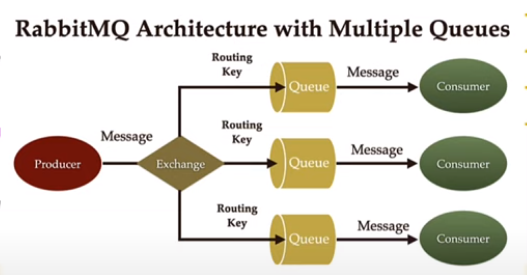 RabbitMQ Architecture with Multiple Queues
Routing
Key
Queue
Message
Consumer
Producer
Message
Exchange
Routing
Key
Queue
Message
Consumer
Routing
Key
Queue
Message
Consumer